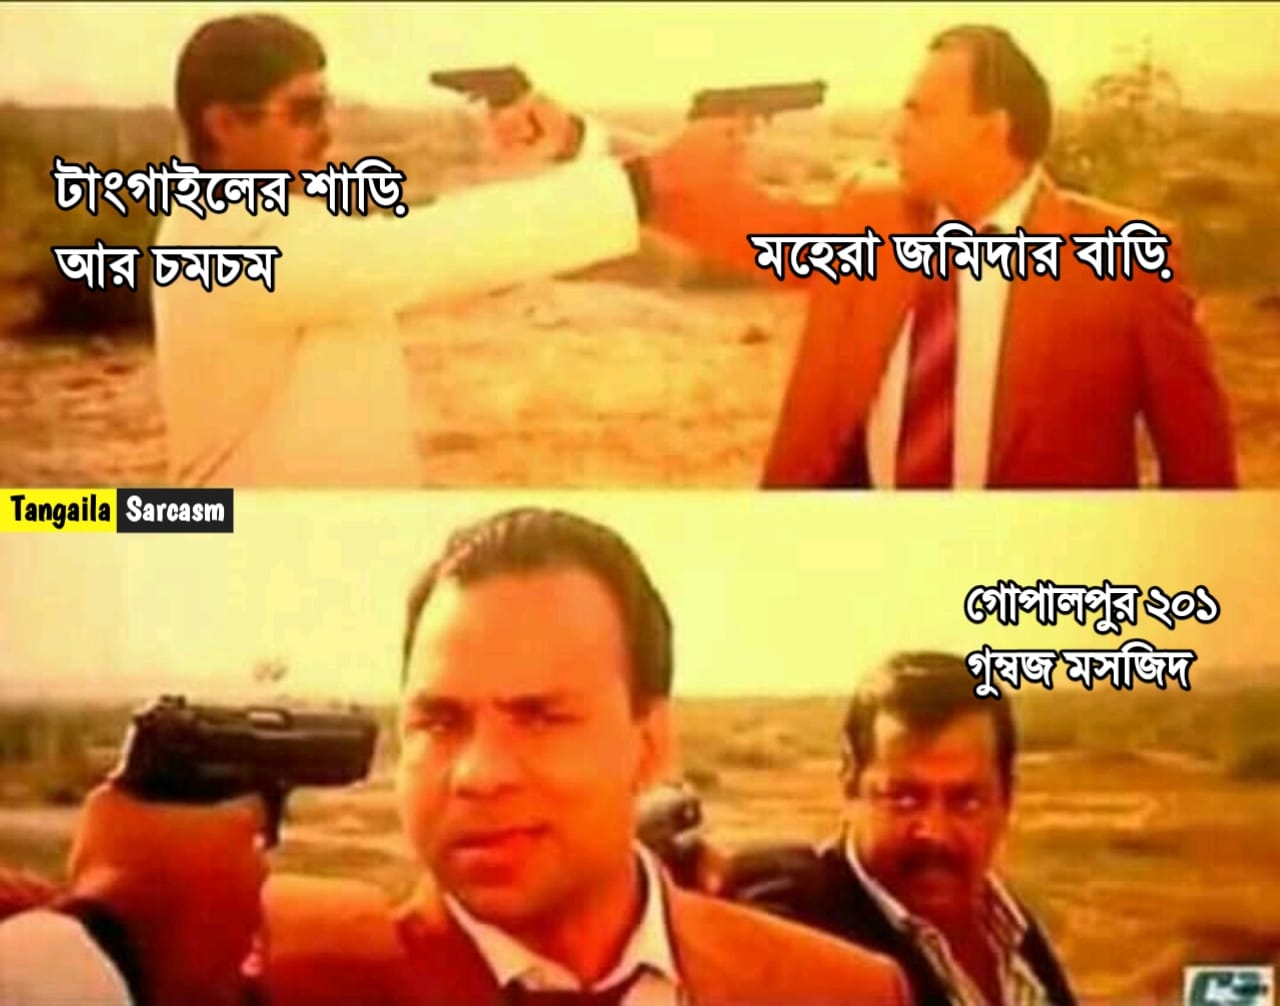 টাংগাইলের শাড়ি
আর চমচম
মহেরা জমিদার বাড়ি
Tangaila Sarcasm
গোপালপুর ২০১
গুম্বজ মসজিদ